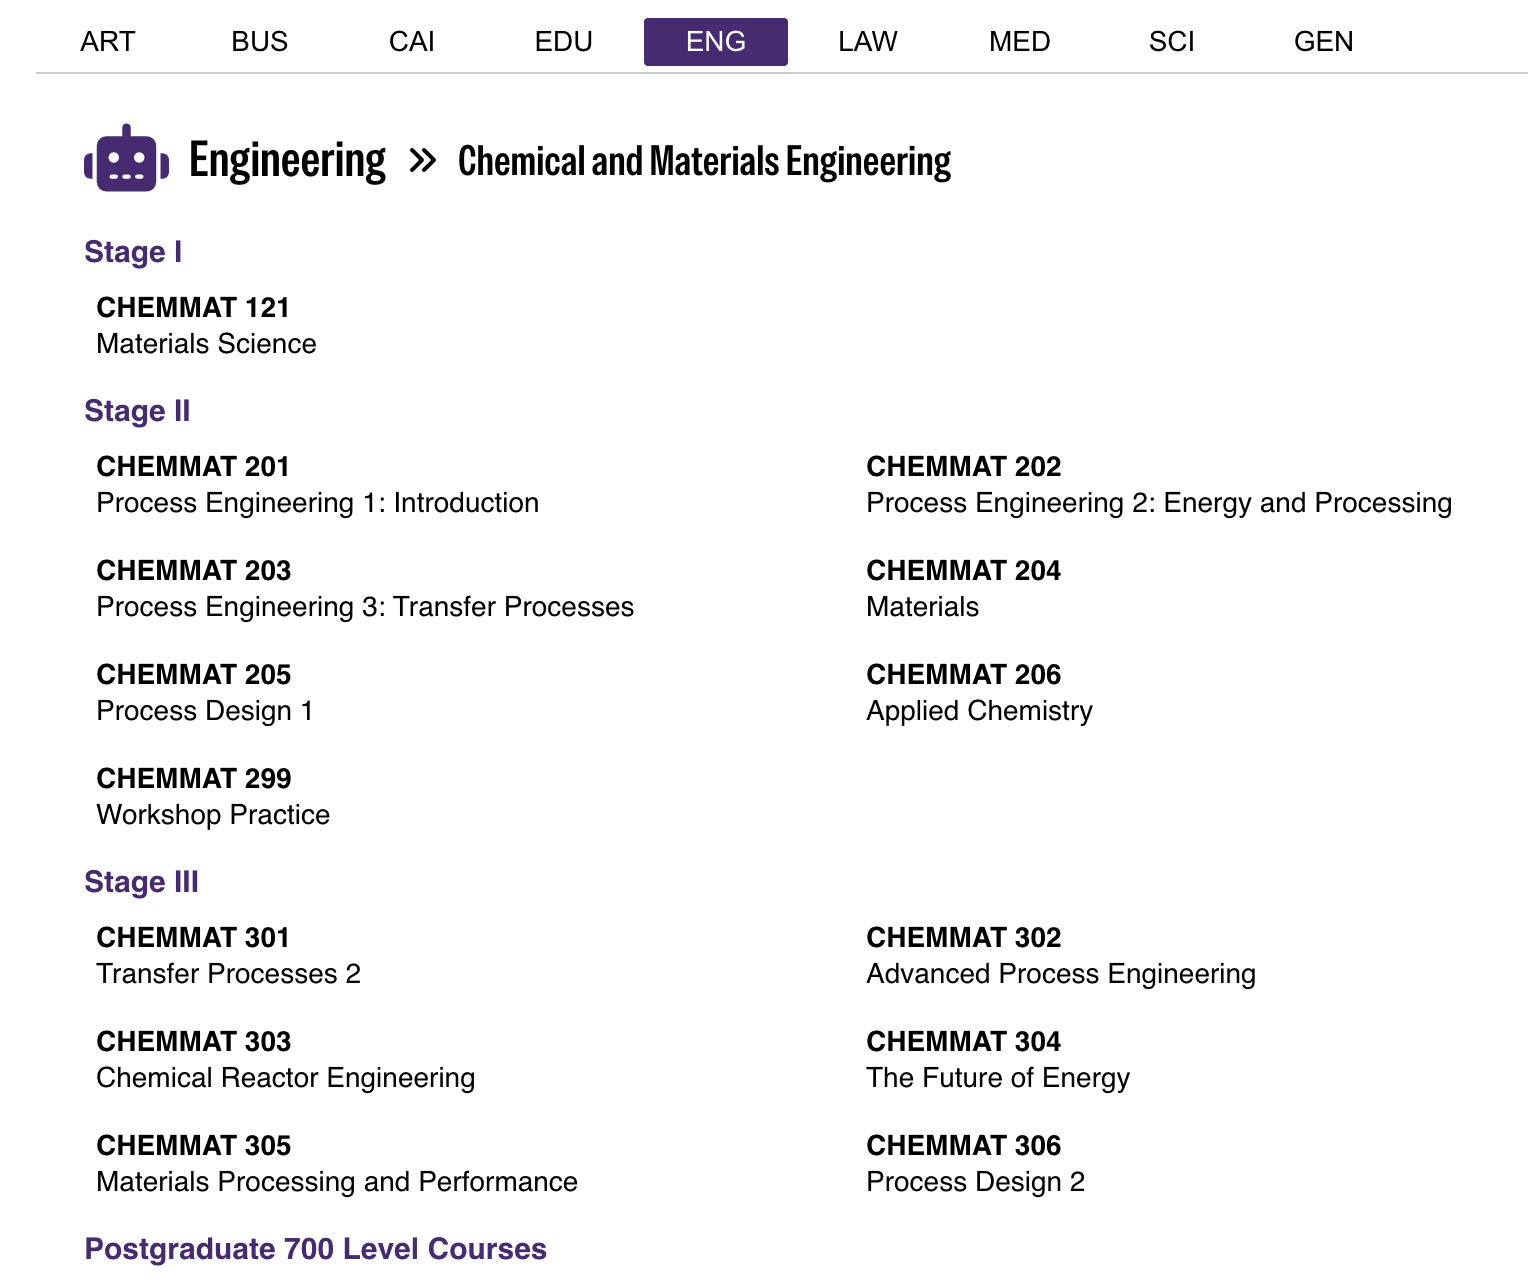 ART BUS CAI EDU ENG LAW MED SCI GEN
Engineering » Chemical and Materials Engineering
Stage I
CHEMMAT 121
Materials Science
Stage II
CHEMMAT 201
Process Engineering 1: Introduction
CHEMMAT 202
Process Engineering 2: Energy and Processing
CHEMMAT 203
Process Engineering 3: Transfer Processes
CHEMMAT 204
Materials
CHEMMAT 205
Process Design 1
CHEMMAT 206
Applied Chemistry
CHEMMAT 299
Workshop Practice
Stage III
CHEMMAT 301
Transfer Processes 2
CHEMMAT 302
Advanced Process Engineering
CHEMMAT 303
Chemical Reactor Engineering
CHEMMAT 304
The Future of Energy
CHEMMAT 305
Materials Processing and Performance
CHEMMAT 306
Process Design 2
Postgraduate 700 Level Courses